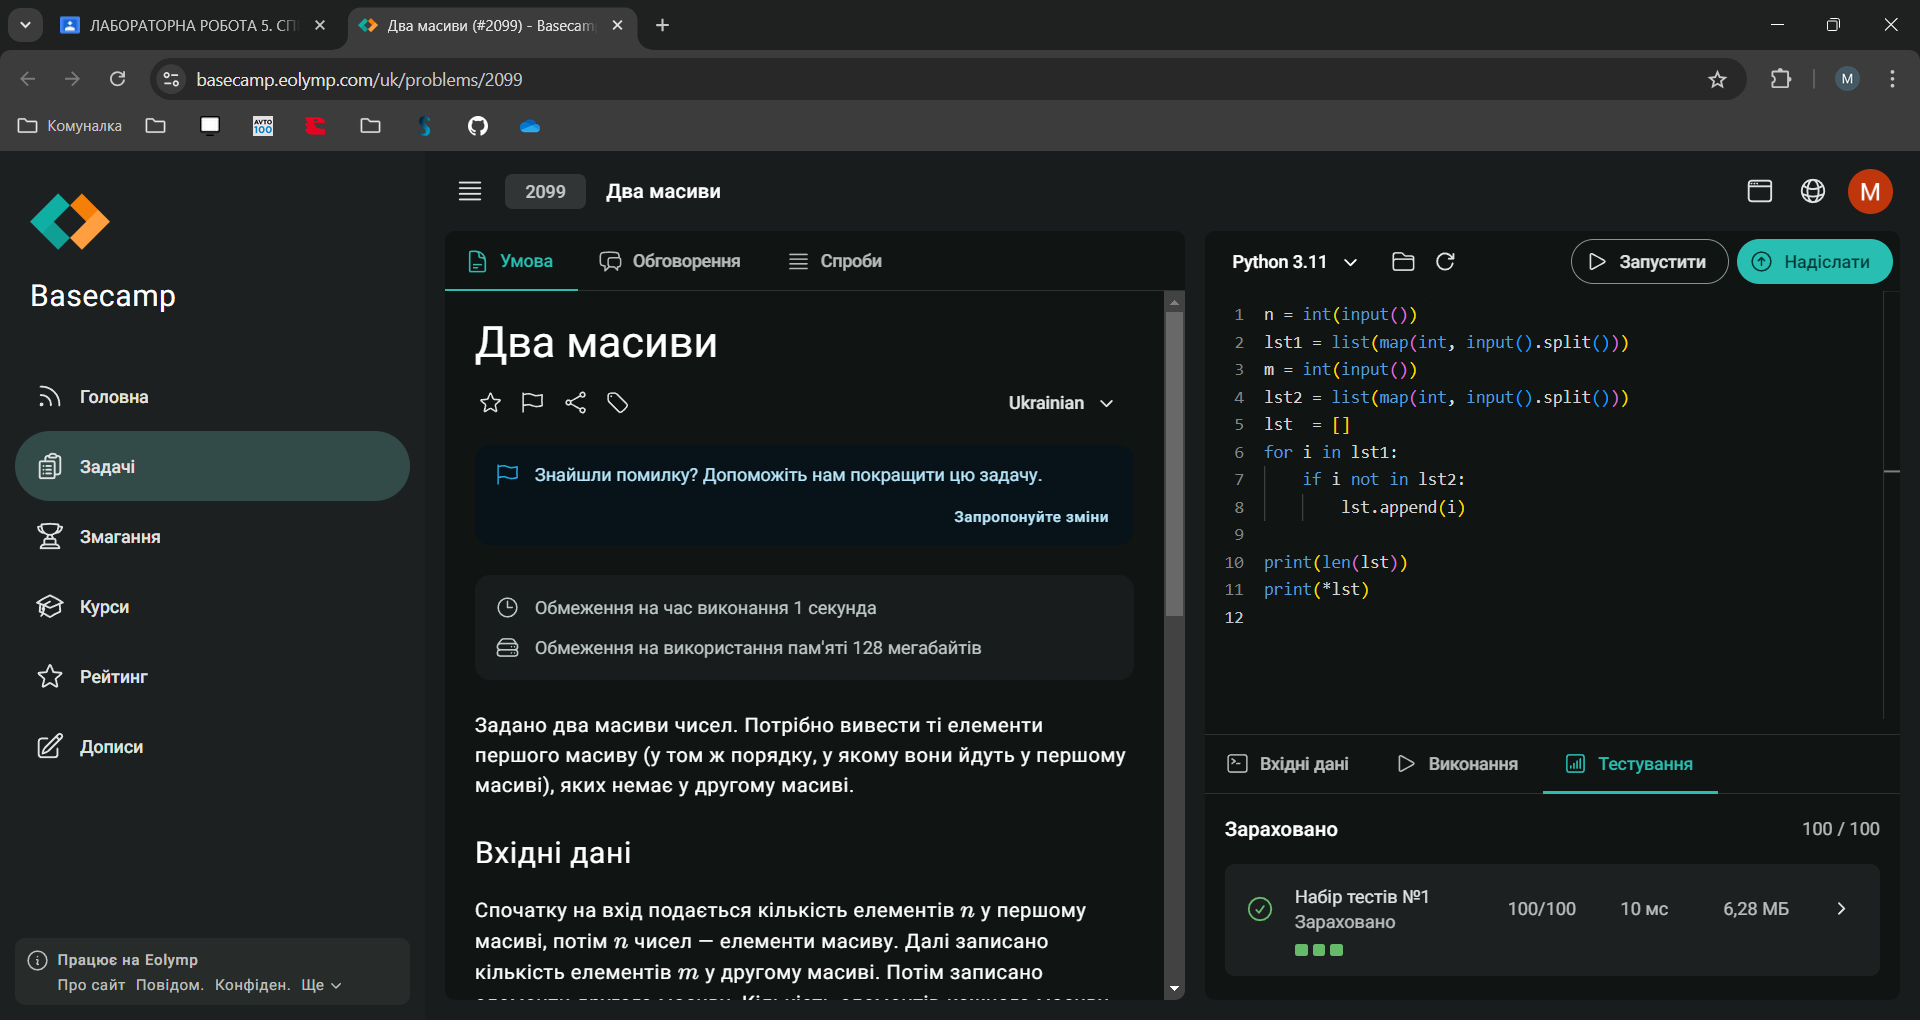 ЛАБОРАТОРНА РОБОТА 5. СПІ
Два масиви (#2099) - Basecamp
basecamp.eolymp.com/uk/problems/2099
M
Комуналка
AVTO 100
Basecamp
Головна
Задачі
Змагання
Курси
Рейтинг
Дописи
Працює на Eolymp
Про сайт Повідом. Конфіден. Ще
2099 Два масиви
M
Умова Обговорення Спроби
Два масиви
Ukrainian
Знайшли помилку? Допоможіть нам покращити цю задачу.
Запропонуйте зміни
Обмеження на час виконання 1 секунда
Обмеження на використання пам'яті 128 мегабайтів
Задано два масиви чисел. Потрібно вивести ті елементи
першого масиву (у том ж порядку, у якому вони йдуть у першому
масиві), яких немає у другому масиві.
Вхідні дані
Спочатку на вхід подається кількість елементів n у першому
масиві, потім n чисел — елементи масиву. Далі записано
кількість елементів m у другому масиві. Потім записано
Python 3.11 Запустити Надіслати
1 n = int(input())
2 lst1 = list(map(int, input().split()))
3 m = int(input())
4 lst2 = list(map(int, input().split()))
5 lst = []
6 for i in lst1:
7 if i not in lst2:
8 lst.append(i)
9
10 print(len(lst))
11 print(*lst)
12
Вхідні дані Виконання Тестування
Зараховано 100 / 100
Набір тестів №1 100/100 10 мс 6,28 МБ
Зараховано